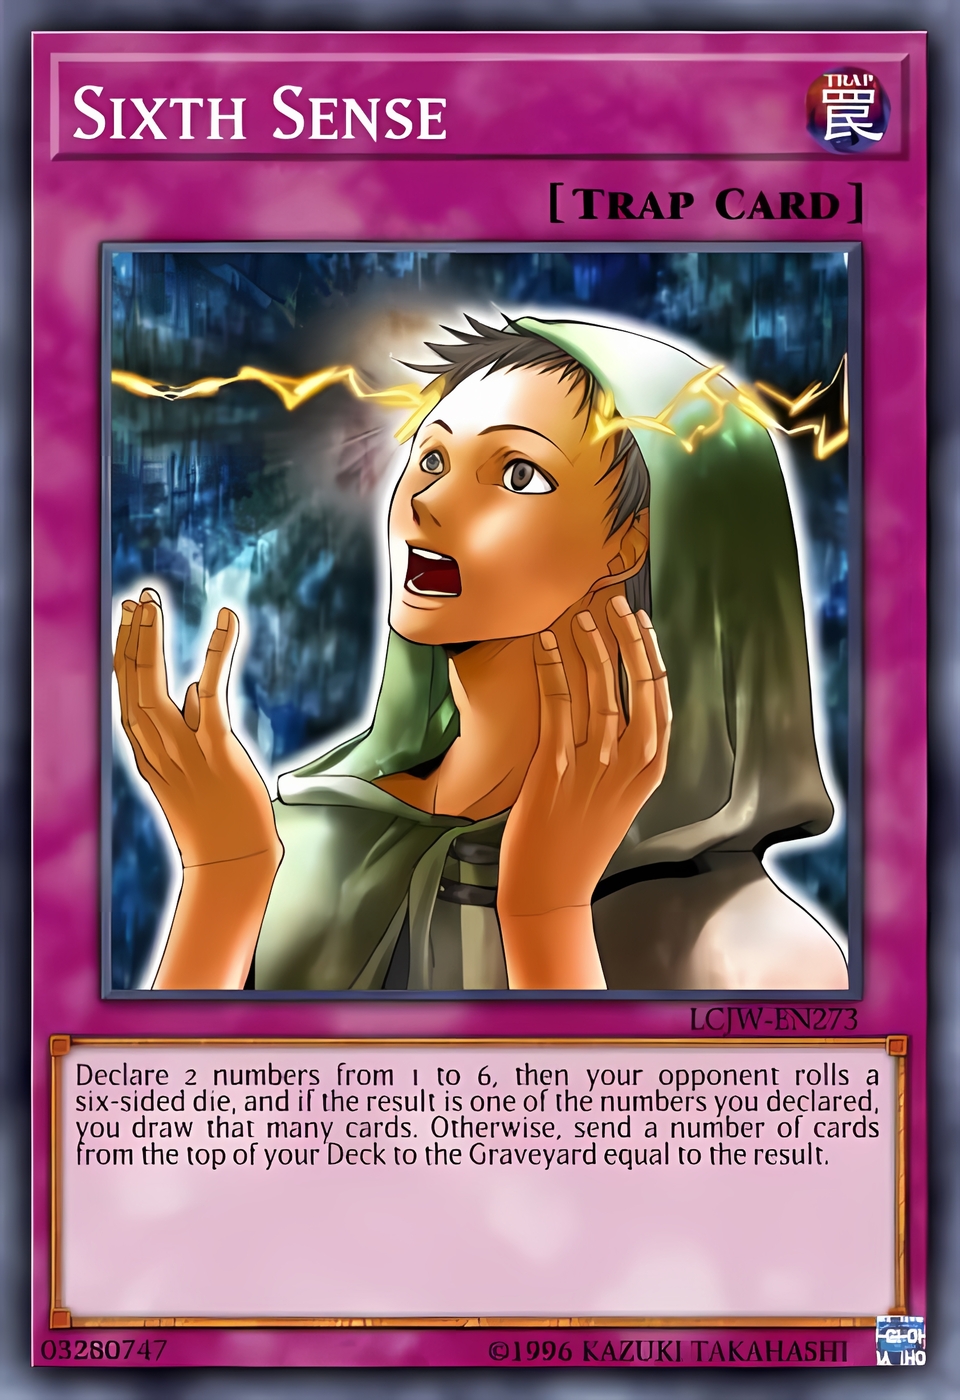 Sixth Sense
TRAP
罠
[Trap Card]
LCJW-EN273
Declare 2 numbers from 1 to 6, then your opponent rolls a
six-sided die, and if the result is one of the numbers you declared,
you draw that many cards. Otherwise, send a number of cards
from the top of your Deck to the Graveyard equal to the result.
03280747
©1996 KAZUKI TAKAHASHI